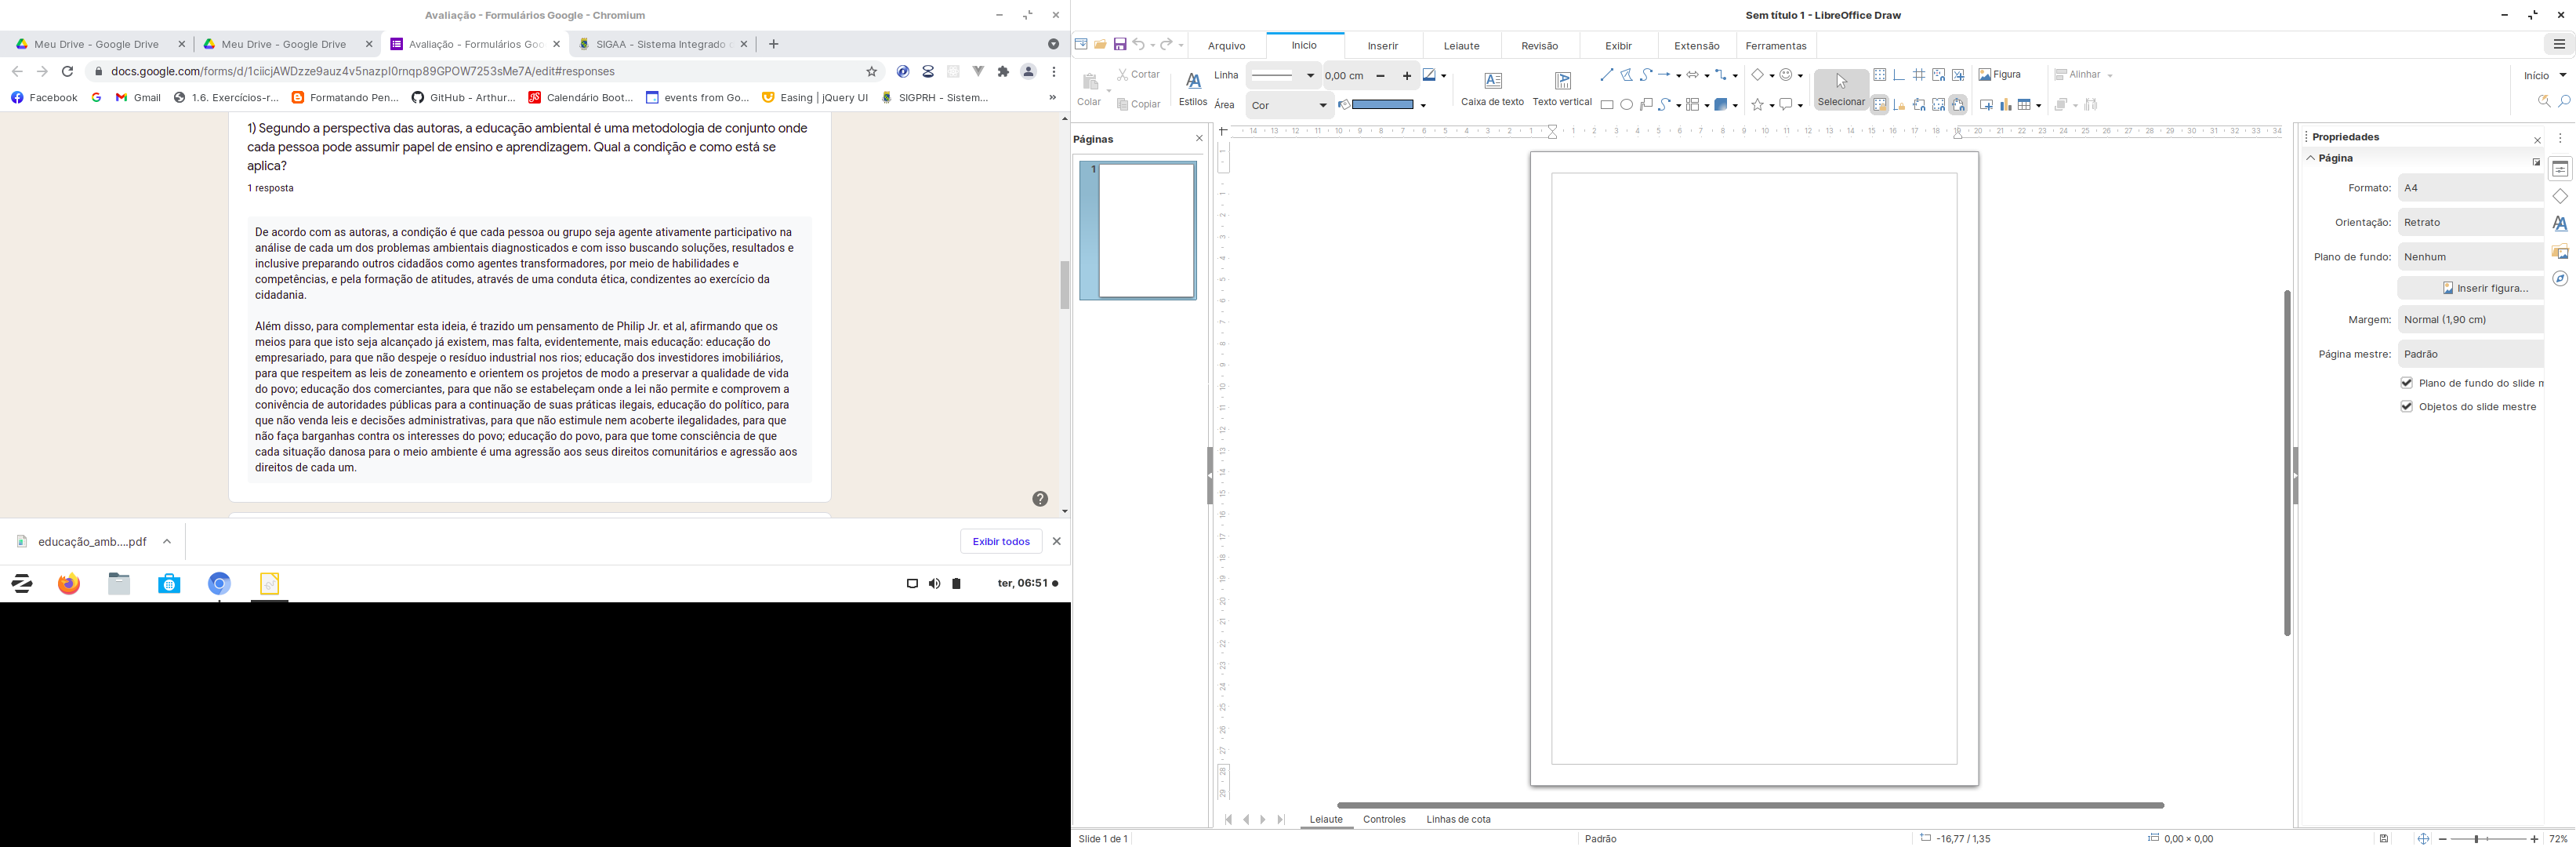 Avaliação - Formulários Google - Chromium
Meu Drive - Google Drive
Meu Drive - Google Drive
Avaliação - Formulários Goo
SIGAA - Sistema Integrado
docs.google.com/forms/d/1ciicjAWDzze9auz4v5nazpI0rnqp89GPOW7253sMe7A/edit#responses
Facebook
Gmail
1.6. Exercícios-r...
Formatando Pen...
GitHub - Arthur...
Calendário Boot...
events from Go...
Easing | jQuery UI
SIGPRH - Sistem...
1) Segundo a perspectiva das autoras, a educação ambiental é uma metodologia de conjunto onde
cada pessoa pode assumir papel de ensino e aprendizagem. Qual a condição e como está se
aplica?
1 resposta
De acordo com as autoras, a condição é que cada pessoa ou grupo seja agente ativamente participativo na
análise de cada um dos problemas ambientais diagnosticados e com isso buscando soluções, resultados e
inclusive preparando outros cidadãos como agentes transformadores, por meio de habilidades e
competências, e pela formação de atitudes, através de uma conduta ética, condizentes ao exercício da
cidadania.
Além disso, para complementar esta ideia, é trazido um pensamento de Philip Jr. et al, afirmando que os
meios para que isto seja alcançado já existem, mas falta, evidentemente, mais educação: educação do
empresariado, para que não despeje o resíduo industrial nos rios; educação dos investidores imobiliários,
para que respeitem as leis de zoneamento e orientem os projetos de modo a preservar a qualidade de vida
do povo; educação dos comerciantes, para que não se estabeleçam onde a lei não permite e comprovem a
conivência de autoridades públicas para a continuação de suas práticas ilegais, educação do político, para
que não venda leis e decisões administrativas, para que não estimule nem acoberte ilegalidades, para que
não faça barganhas contra os interesses do povo; educação do povo, para que tome consciência de que
cada situação danosa para o meio ambiente é uma agressão aos seus direitos comunitários e agressão aos
direitos de cada um.
educação_amb....pdf
Exibir todos
ter, 06:51
Sem título 1 - LibreOffice Draw
Arquivo
Início
Inserir
Leiaute
Revisão
Exibir
Extensão
Ferramentas
Colar
Cortar
Copiar
Estilos
Linha
0,00 cm
Área
Cor
Caixa de texto
Texto vertical
Selecionar
Figura
Alinhar
Início
Páginas
1
Propriedades
Página
Formato:
A4
Orientação:
Retrato
Plano de fundo:
Nenhum
Inserir figura...
Margem:
Normal (1,90 cm)
Página mestre:
Padrão
Plano de fundo do slide m
Objetos do slide mestre
Leiaute
Controles
Linhas de cota
Slide 1 de 1
Padrão
-16,77 / 1,35
0,00 × 0,00
72%